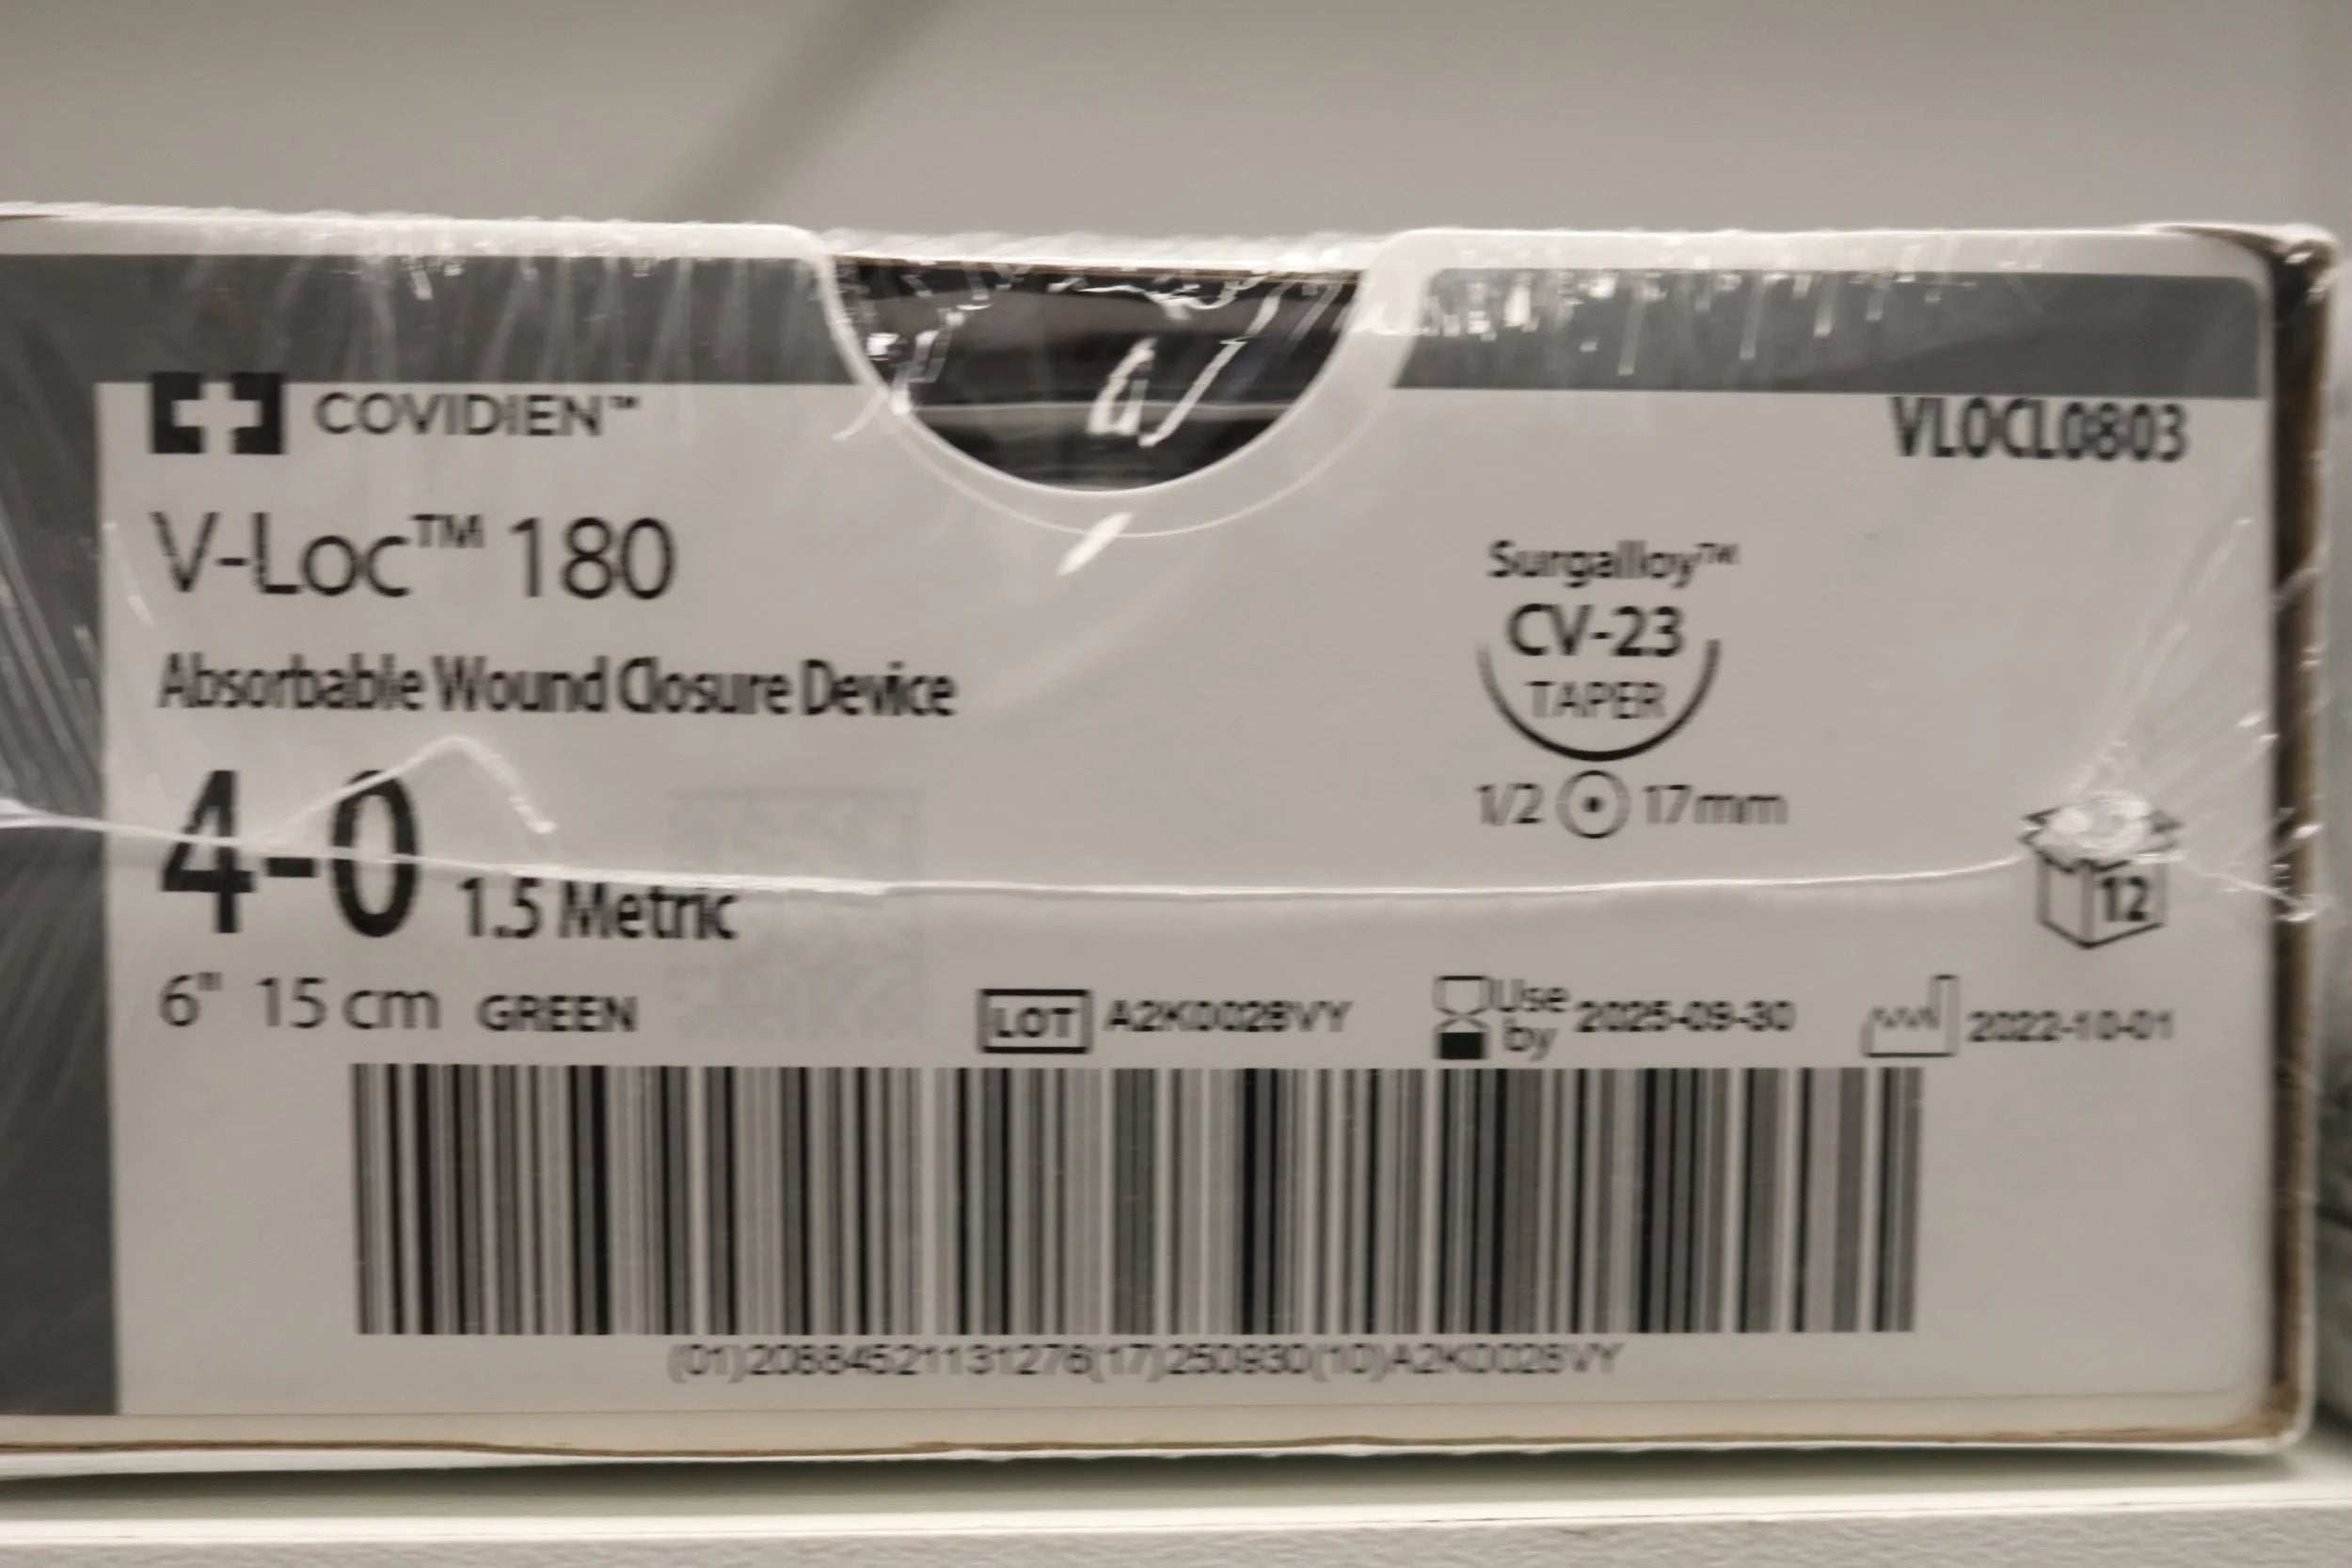 COVIDIEN™
VLOCL0803
V-Loc™ 180
Absorbable Wound Closure Device
Surgalloy™
CV-23
TAPER
1/2 17mm
4-0 1.5 Metric
12
6" 15 cm GREEN
LOT A2K0028VY
Use by 2025-09-30
2022-10-01
(01)20884521131276(17)250930(10)A2K0028VY